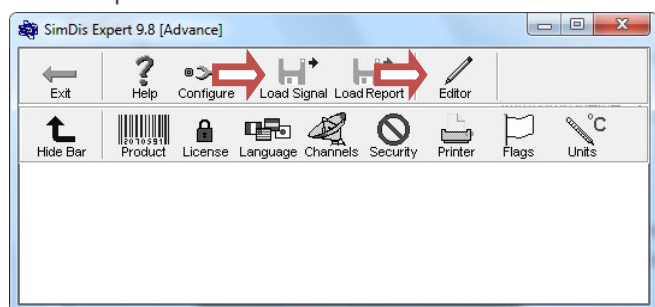 SimDis Expert 9.8 [Advance]
Exit Help Configure Load Signal Load Report Editor
2070591
Hide Bar Product License Language Channels Security Printer Flags °C Units